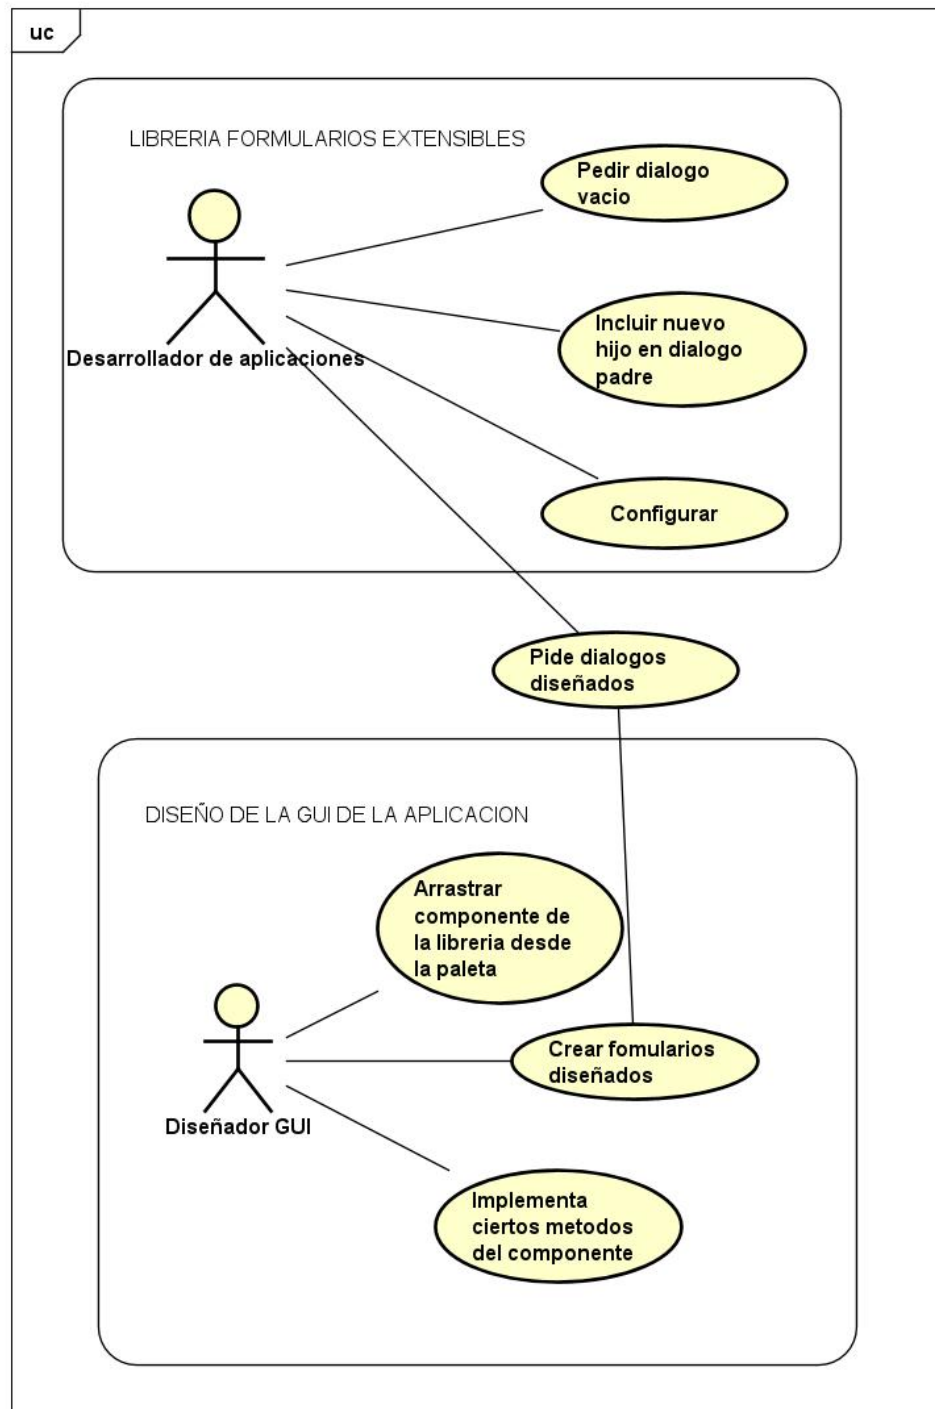 uc
LIBRERIA FORMULARIOS EXTENSIBLES
Pedir dialogo
vacio
Incluir nuevo
hijo en dialogo
padre
Desarrollador de aplicaciones
Configurar
Pide dialogos
diseñados
DISEÑO DE LA GUI DE LA APLICACION
Arrastrar
componente de
la libreria desde
la paleta
Crear fomularios
diseñados
Diseñador GUI
Implementa
ciertos metodos
del componente